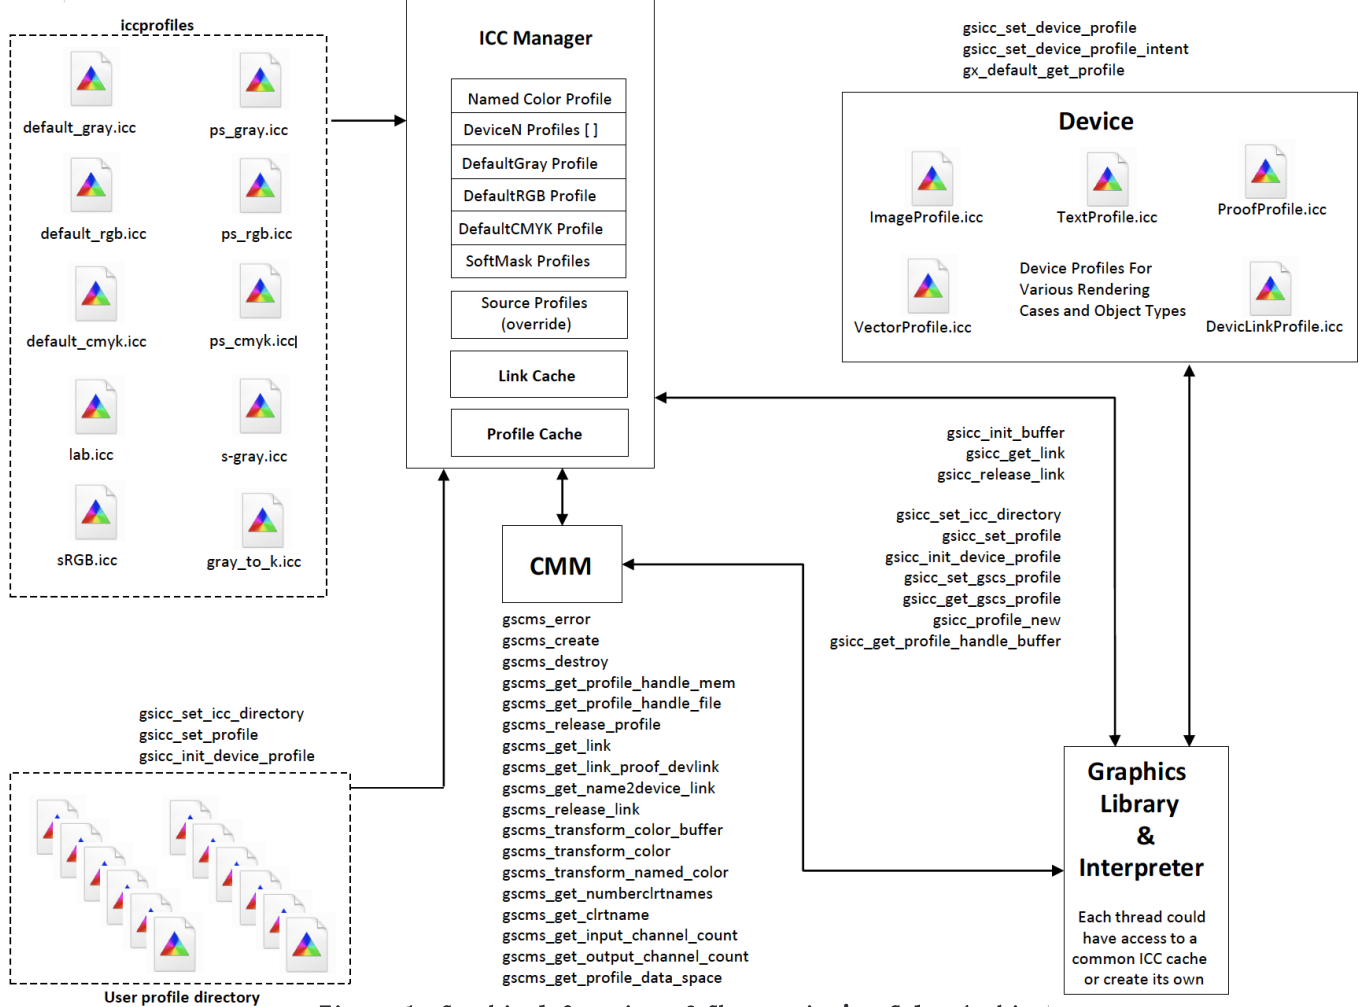 iccprofiles
default_gray.icc
ps_gray.icc
default_rgb.icc
ps_rgb.icc
default_cmyk.icc
ps_cmyk.icc
lab.icc
s-gray.icc
sRGB.icc
gray_to_k.icc
ICC Manager
Named Color Profile
DeviceN Profiles [ ]
DefaultGray Profile
DefaultRGB Profile
DefaultCMYK Profile
SoftMask Profiles
Source Profiles
(override)
Link Cache
Profile Cache
gsicc_set_device_profile
gsicc_set_device_profile_intent
gx_default_get_profile
Device
ImageProfile.icc
TextProfile.icc
ProofProfile.icc
VectorProfile.icc
Device Profiles For
Various Rendering
Cases and Object Types
DevicLinkProfile.icc
gsicc_init_buffer
gsicc_get_link
gsicc_release_link
gsicc_set_icc_directory
gsicc_set_profile
gsicc_init_device_profile
gsicc_set_gscs_profile
gsicc_get_gscs_profile
gsicc_profile_new
gsicc_get_profile_handle_buffer
CMM
gscms_error
gscms_create
gscms_destroy
gscms_get_profile_handle_mem
gscms_get_profile_handle_file
gscms_release_profile
gscms_get_link
gscms_get_link_proof_devlink
gscms_get_name2device_link
gscms_release_link
gscms_transform_color_buffer
gscms_transform_color
gscms_transform_named_color
gscms_get_numberclrtnames
gscms_get_clrtname
gscms_get_input_channel_count
gscms_get_output_channel_count
gscms_get_profile_data_space
gsicc_set_icc_directory
gsicc_set_profile
gsicc_init_device_profile
User profile directory
Graphics
Library
&
Interpreter
Each thread could
have access to a
common ICC cache
or create its own